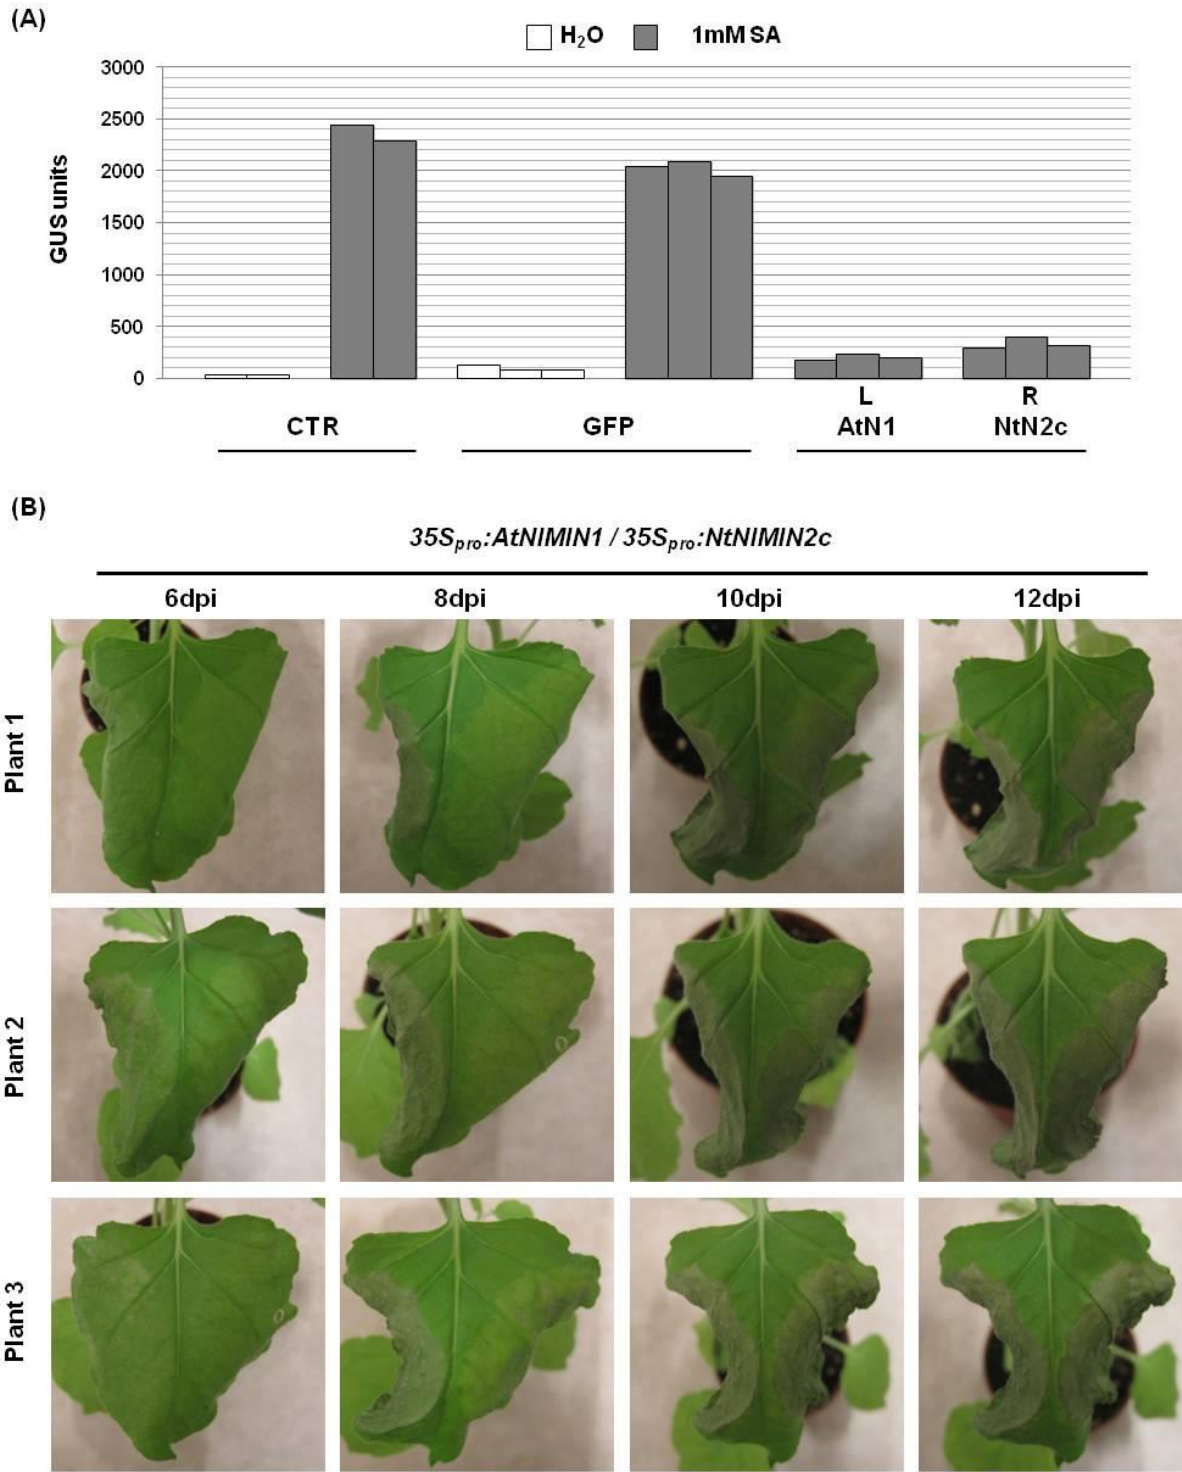 (A)
H₂O 1mM SA
3000
2500
2000
1500
1000
500
0
GUS units
L R
CTR GFP AtN1 NtN2c
(B)
35Spro:AtNIMIN1 / 35Spro:NtNIMIN2c
6dpi 8dpi 10dpi 12dpi
Plant 1
Plant 2
Plant 3